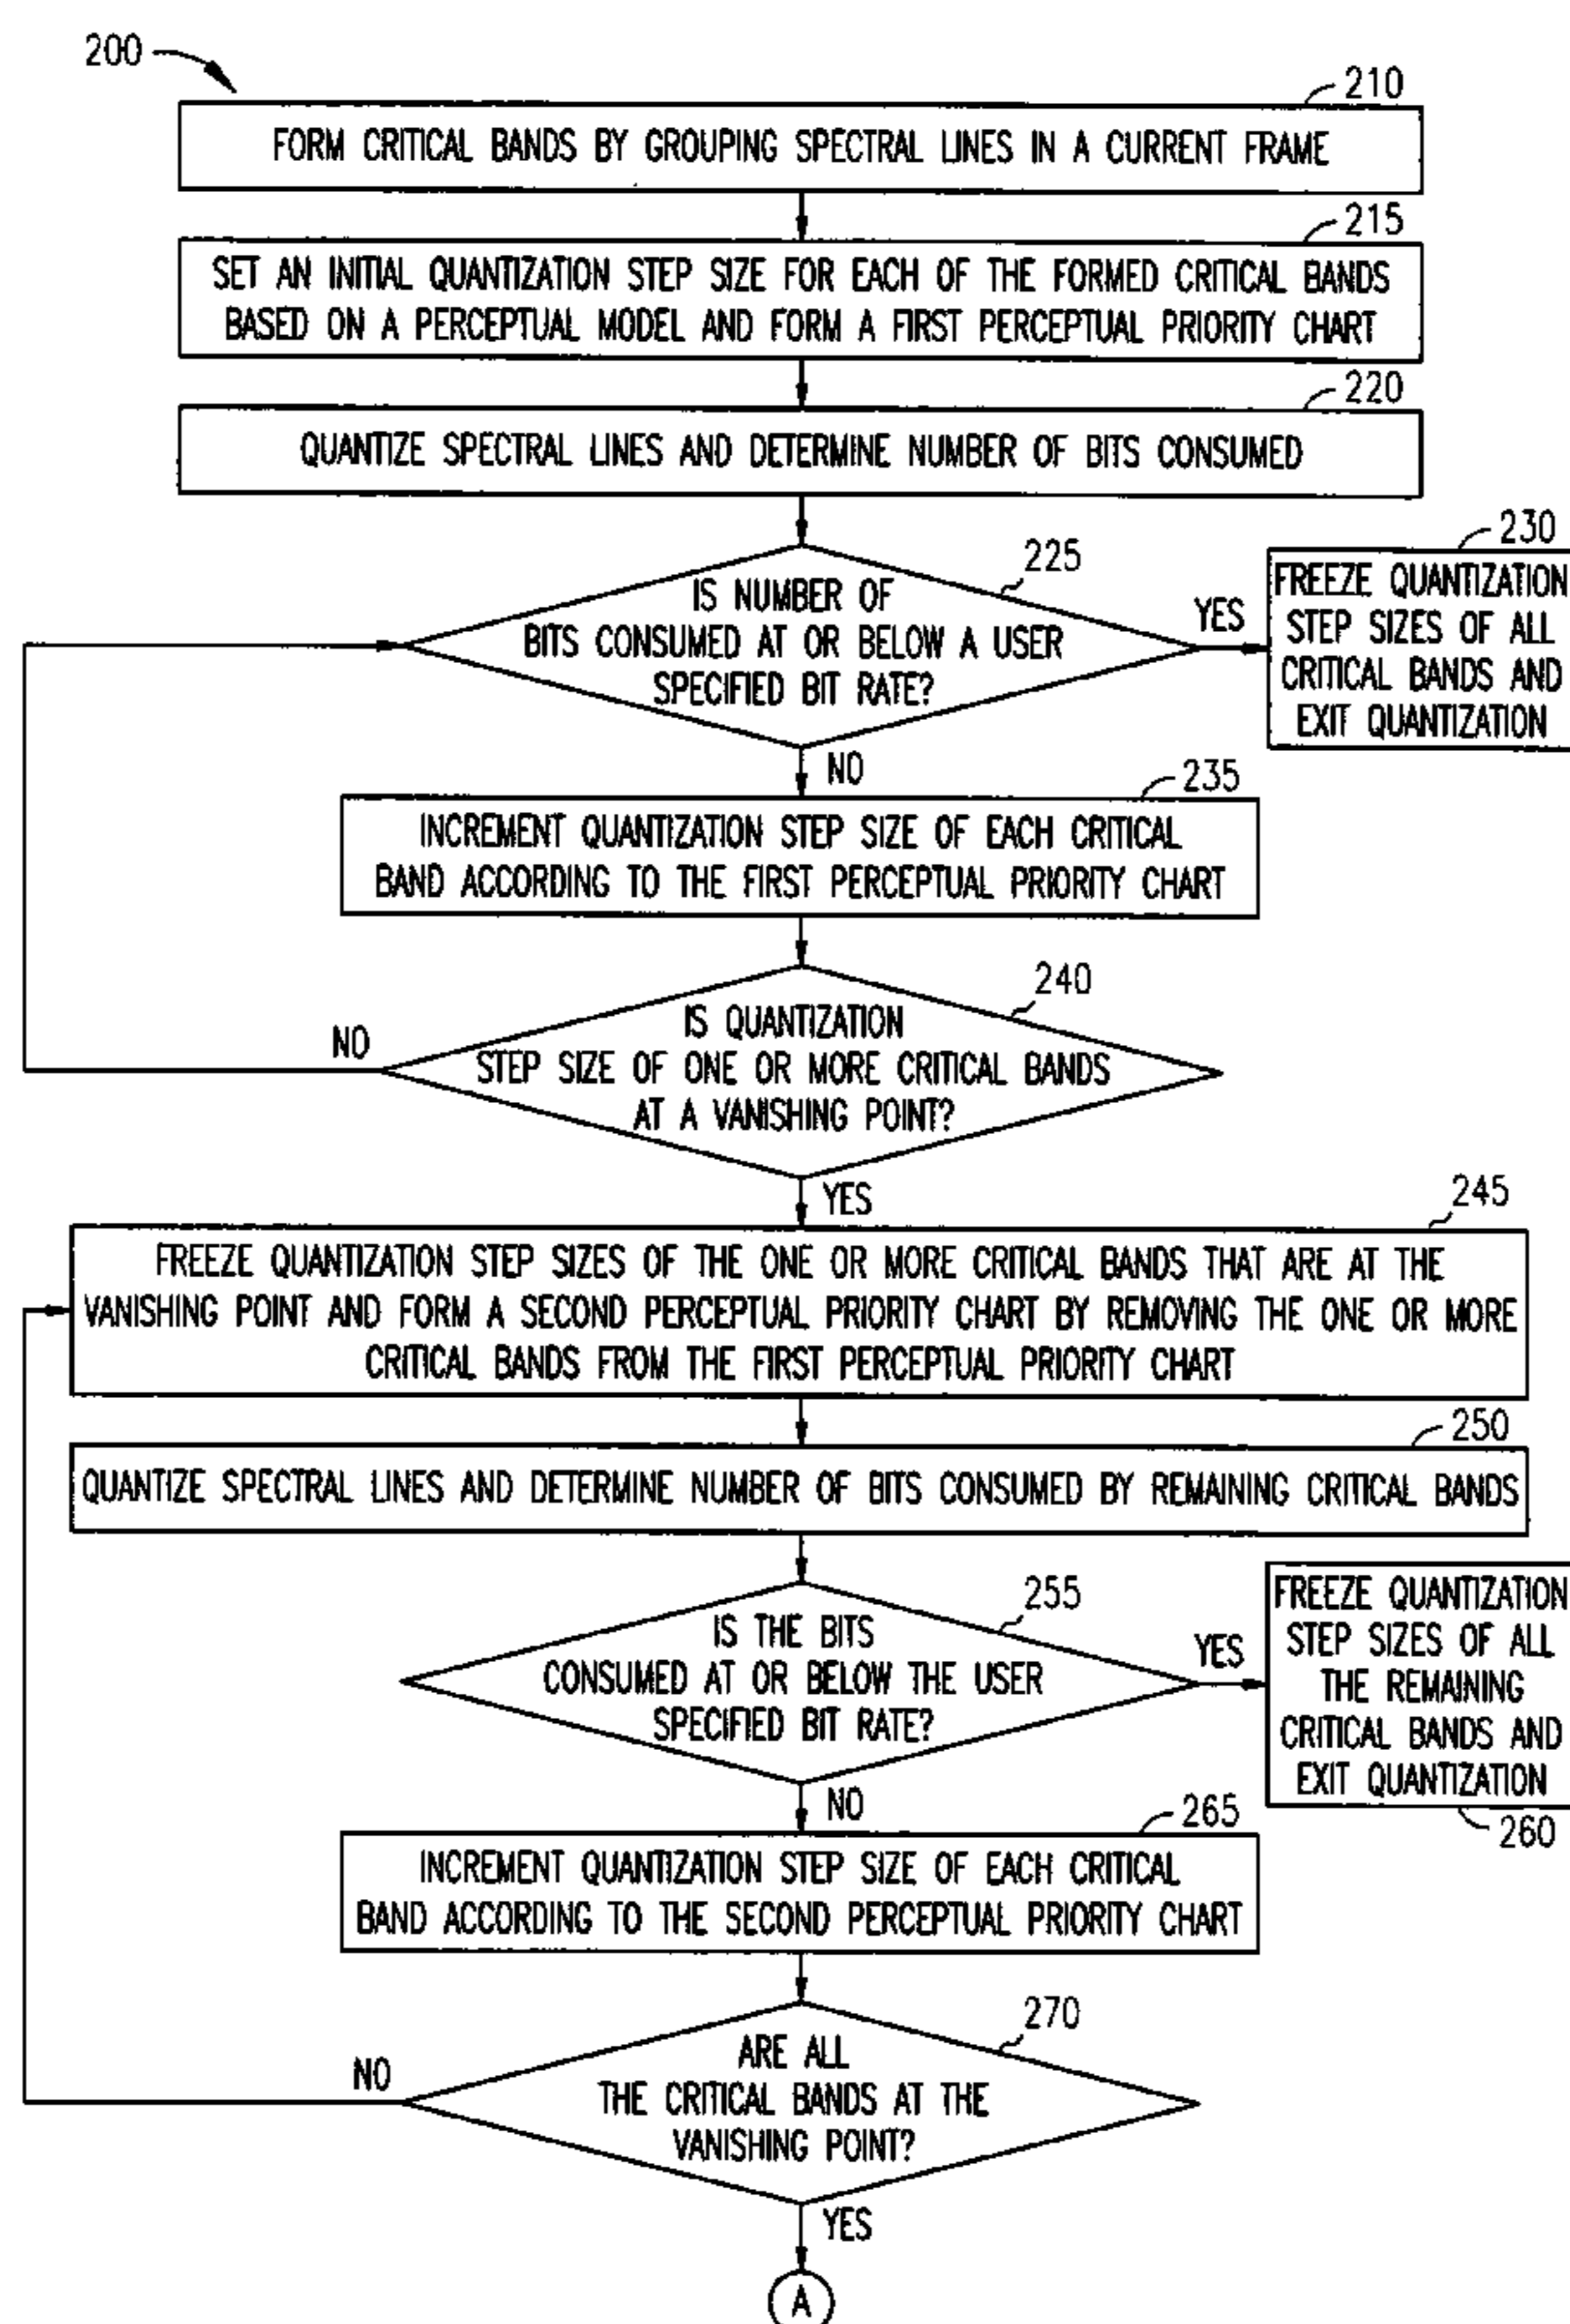 200
210
FORM CRITICAL BANDS BY GROUPING SPECTRAL LINES IN A CURRENT FRAME
215
SET AN INITIAL QUANTIZATION STEP SIZE FOR EACH OF THE FORMED CRITICAL BANDS
BASED ON A PERCEPTUAL MODEL AND FORM A FIRST PERCEPTUAL PRIORITY CHART
220
QUANTIZE SPECTRAL LINES AND DETERMINE NUMBER OF BITS CONSUMED
225
IS NUMBER OF
BITS CONSUMED AT OR BELOW A USER
SPECIFIED BIT RATE?
YES
230
FREEZE QUANTIZATION
STEP SIZES OF ALL
CRITICAL BANDS AND
EXIT QUANTIZATION
NO
235
INCREMENT QUANTIZATION STEP SIZE OF EACH CRITICAL
BAND ACCORDING TO THE FIRST PERCEPTUAL PRIORITY CHART
240
IS QUANTIZATION
STEP SIZE OF ONE OR MORE CRITICAL BANDS
AT A VANISHING POINT?
NO
YES
245
FREEZE QUANTIZATION STEP SIZES OF THE ONE OR MORE CRITICAL BANDS THAT ARE AT THE
VANISHING POINT AND FORM A SECOND PERCEPTUAL PRIORITY CHART BY REMOVING THE ONE OR MORE
CRITICAL BANDS FROM THE FIRST PERCEPTUAL PRIORITY CHART
250
QUANTIZE SPECTRAL LINES AND DETERMINE NUMBER OF BITS CONSUMED BY REMAINING CRITICAL BANDS
255
IS THE BITS
CONSUMED AT OR BELOW THE USER
SPECIFIED BIT RATE?
YES
FREEZE QUANTIZATION
STEP SIZES OF ALL
THE REMAINING
CRITICAL BANDS AND
EXIT QUANTIZATION
260
NO
265
INCREMENT QUANTIZATION STEP SIZE OF EACH CRITICAL
BAND ACCORDING TO THE SECOND PERCEPTUAL PRIORITY CHART
270
ARE ALL
THE CRITICAL BANDS AT THE
VANISHING POINT?
NO
YES
A